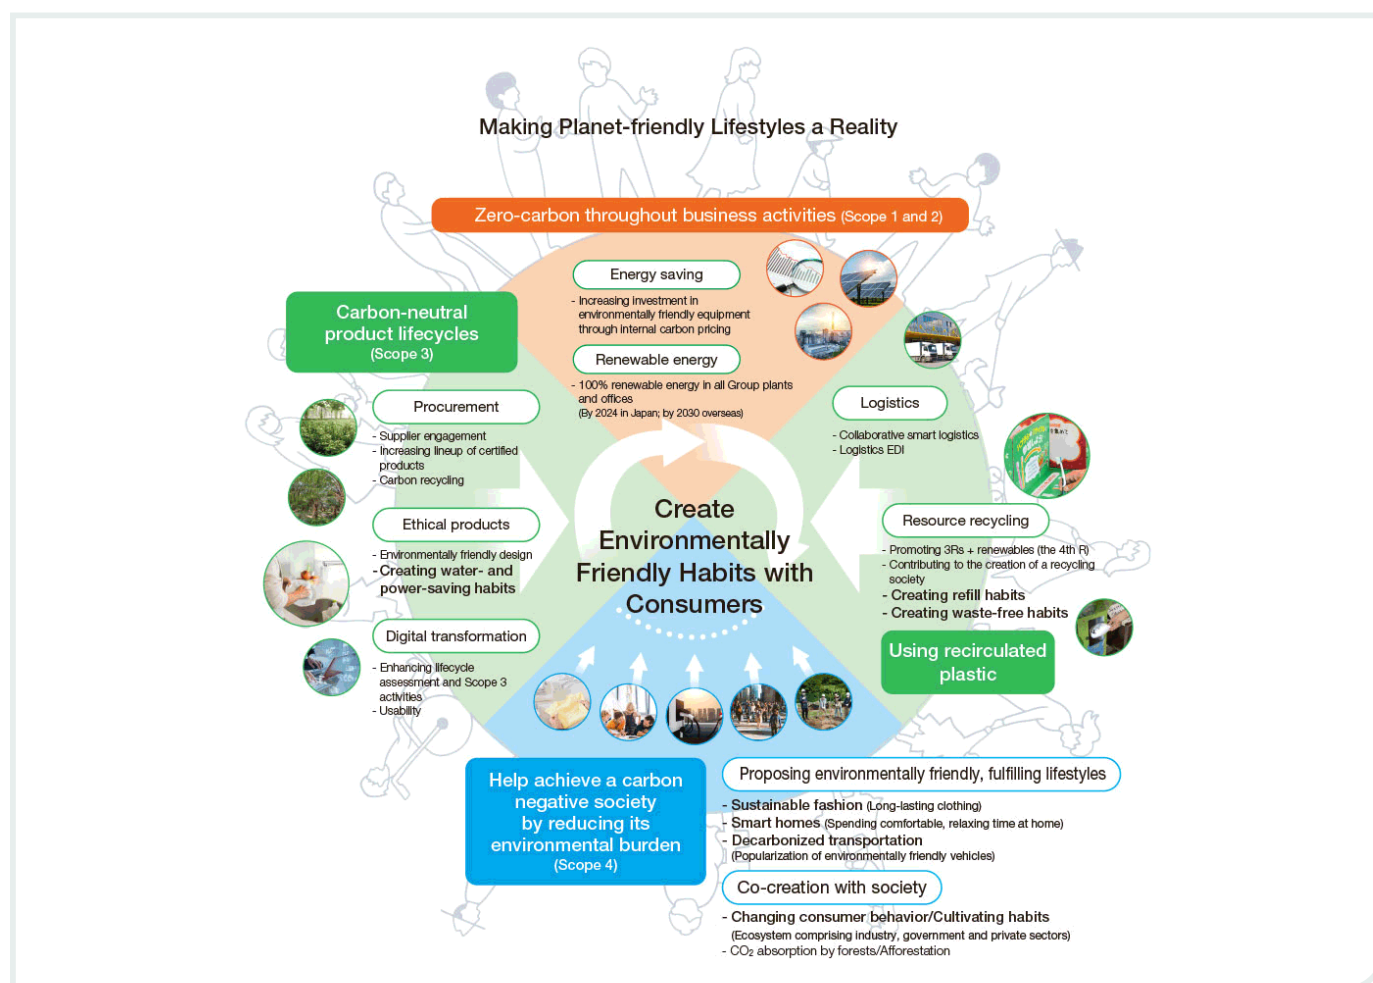 Making Planet-friendly Lifestyles a Reality
Zero-carbon throughout business activities (Scope 1 and 2)
Energy saving
- Increasing investment in
environmentally friendly equipment
through internal carbon pricing
Renewable energy
- 100% renewable energy in all Group plants
and offices
(By 2024 in Japan; by 2030 overseas)
Carbon-neutral
product lifecycles
(Scope 3)
Procurement
- Supplier engagement
- Increasing lineup of certified
products
- Carbon recycling
Ethical products
- Environmentally friendly design
- Creating water- and
power-saving habits
Digital transformation
- Enhancing lifecycle
assessment and Scope 3
activities
- Usability
Logistics
- Collaborative smart logistics
- Logistics EDI
Resource recycling
- Promoting 3Rs + renewables (the 4th R)
- Contributing to the creation of a recycling
society
- Creating refill habits
- Creating waste-free habits
Using recirculated
plastic
Create
Environmentally
Friendly Habits with
Consumers
Help achieve a carbon
negative society
by reducing its
environmental burden
(Scope 4)
Proposing environmentally friendly, fulfilling lifestyles
- Sustainable fashion (Long-lasting clothing)
- Smart homes (Spending comfortable, relaxing time at home)
- Decarbonized transportation
(Popularization of environmentally friendly vehicles)
Co-creation with society
- Changing consumer behavior/Cultivating habits
(Ecosystem comprising industry, government and private sectors)
- CO₂ absorption by forests/Afforestation